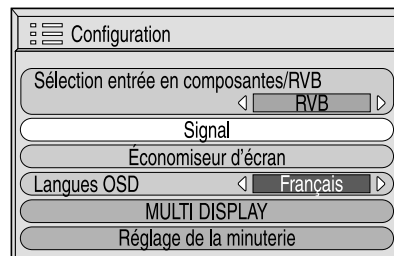 Configuration
Sélection entrée en composantes/RVB
RVB
Signal
Économiseur d'écran
Langues OSD Français
MULTI DISPLAY
Réglage de la minuterie